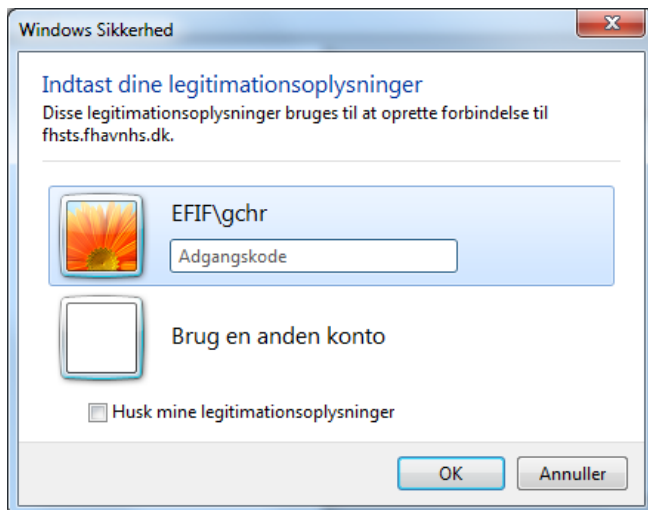 Windows Sikkerhed
Indtast dine legitimationsoplysninger
Disse legitimationsoplysninger bruges til at oprette forbindelse til
fhsts.fhavnhs.dk.
EFIF\gchr
Adgangskode
Brug en anden konto
Husk mine legitimationsoplysninger
OK
Annuller